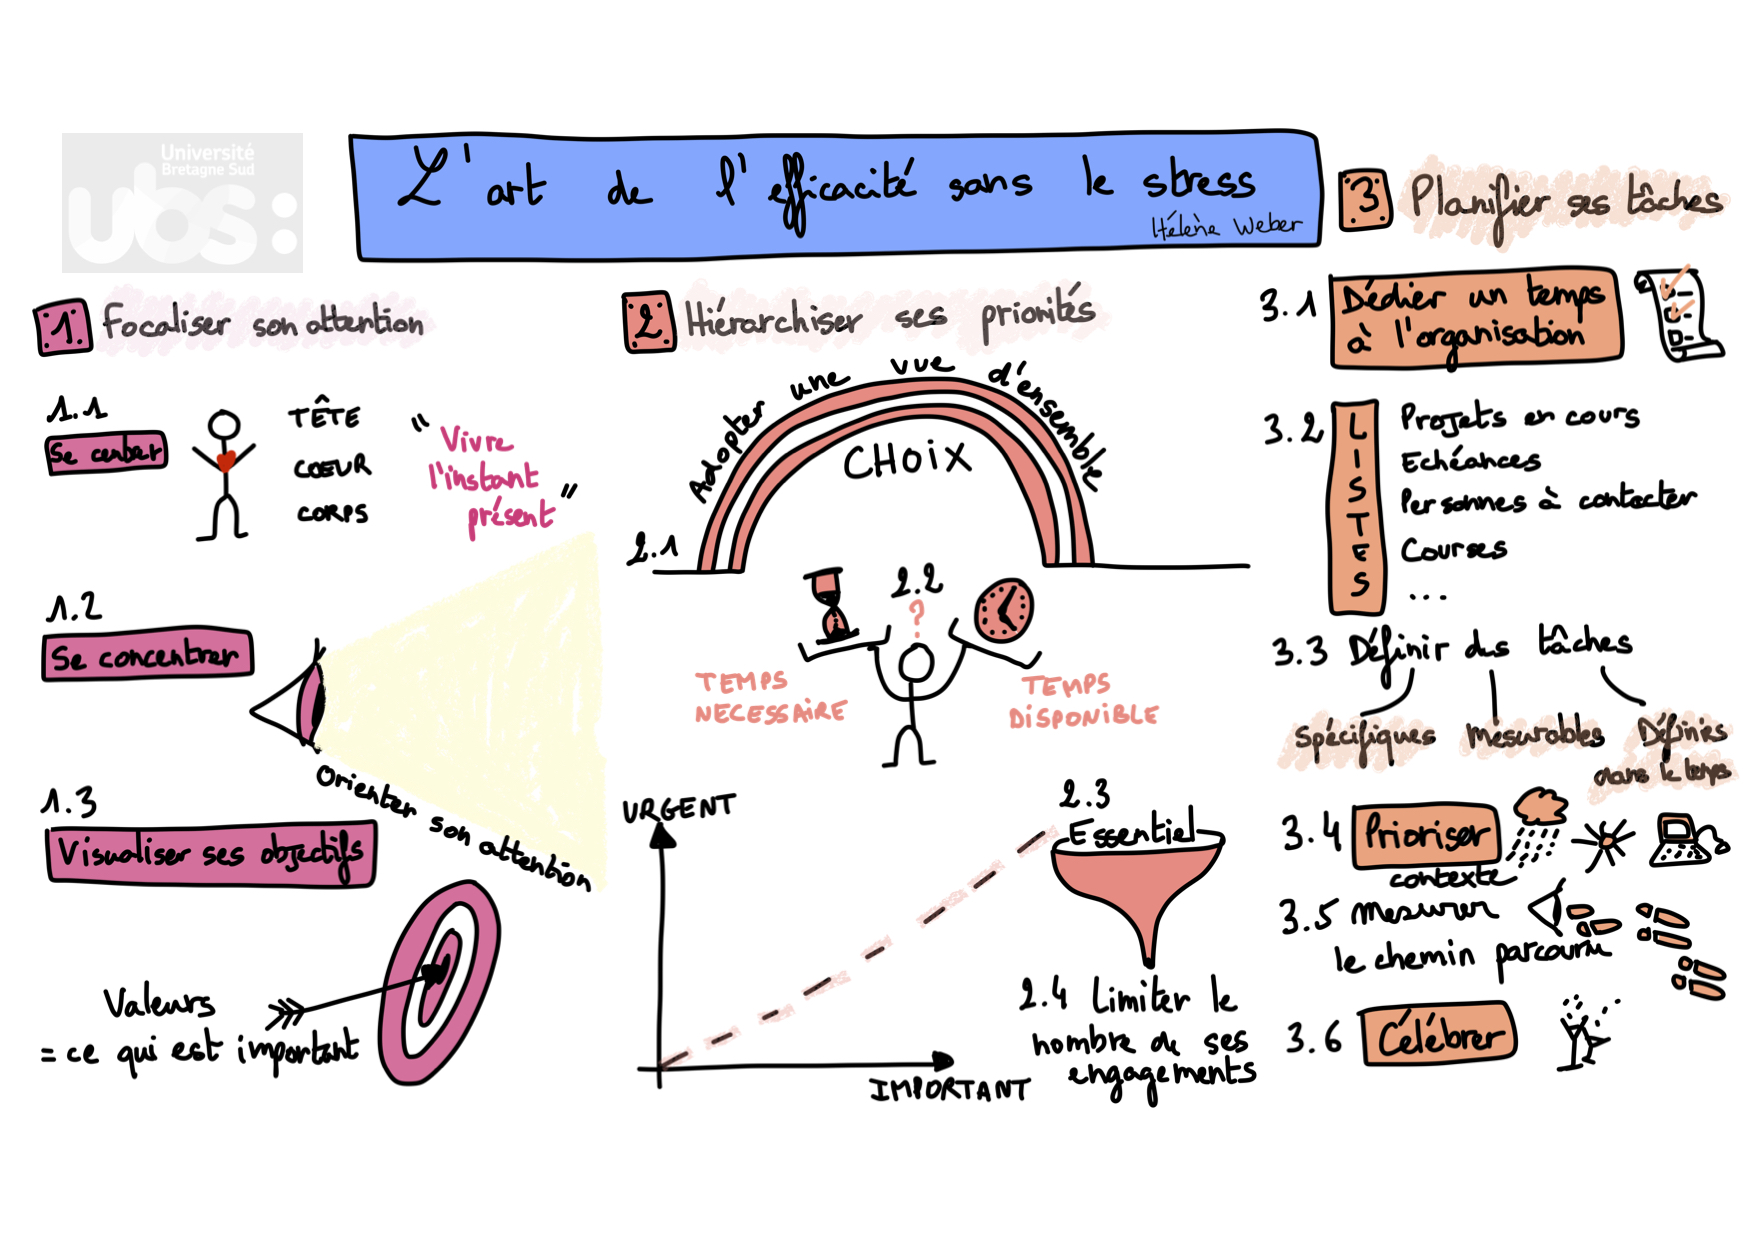 Université
Bretagne Sud
ubs:
L'art de l'efficacité sans le stress
Hélène Weber
1 Focaliser son attention
1.1
Se centrer
TÊTE
CŒUR
CORPS
"Vivre
l'instant
présent"
1.2
Se concentrer
Orienter son attention
1.3
Visualiser ses objectifs
Valeurs
= ce qui est important
2 Hiérarchiser ses priorités
Adopter une vue d'ensemble
CHOIX
2.1
2.2
?
TEMPS
NECESSAIRE
TEMPS
DISPONIBLE
URGENT
IMPORTANT
2.3
Essentiel
2.4 Limiter le
nombre de ses
engagements
3 Planifier ses tâches
3.1 Dédier un temps
à l'organisation
3.2 LISTES
Projets en cours
Echéances
Personnes à contacter
Courses
...
3.3 Définir des tâches
Spécifiques
Mesurables
Définies
dans le temps
3.4 Prioriser
contexte
3.5 Mesurer
le chemin parcouru
3.6 Célébrer